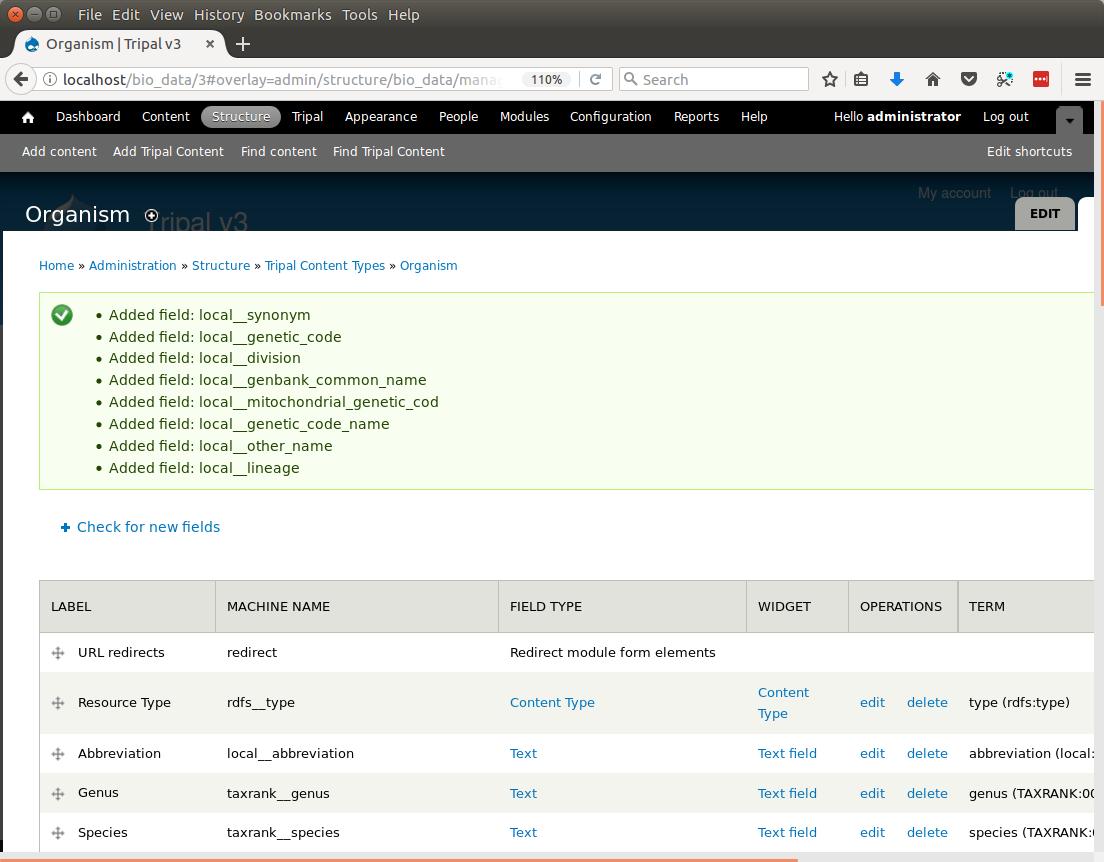 File Edit View History Bookmarks Tools Help
Organism | Tripal v3
localhost/bio_data/3#overlay=admin/structure/bio_data/mana
110%
Search
Dashboard Content Structure Tripal Appearance People Modules Configuration Reports Help Hello administrator Log out
Add content Add Tripal Content Find content Find Tripal Content Edit shortcuts
My account Log out
Organism
Tripal v3
EDIT
Home » Administration » Structure » Tripal Content Types » Organism
• Added field: local__synonym
• Added field: local__genetic_code
• Added field: local__division
• Added field: local__genbank_common_name
• Added field: local__mitochondrial_genetic_cod
• Added field: local__genetic_code_name
• Added field: local__other_name
• Added field: local__lineage
Check for new fields
LABEL MACHINE NAME FIELD TYPE WIDGET OPERATIONS TERM
URL redirects redirect Redirect module form elements
Resource Type rdfs__type Content Type Content Type edit delete type (rdfs:type)
Abbreviation local__abbreviation Text Text field edit delete abbreviation (local:
Genus taxrank__genus Text Text field edit delete genus (TAXRANK:00
Species taxrank__species Text Text field edit delete species (TAXRANK: